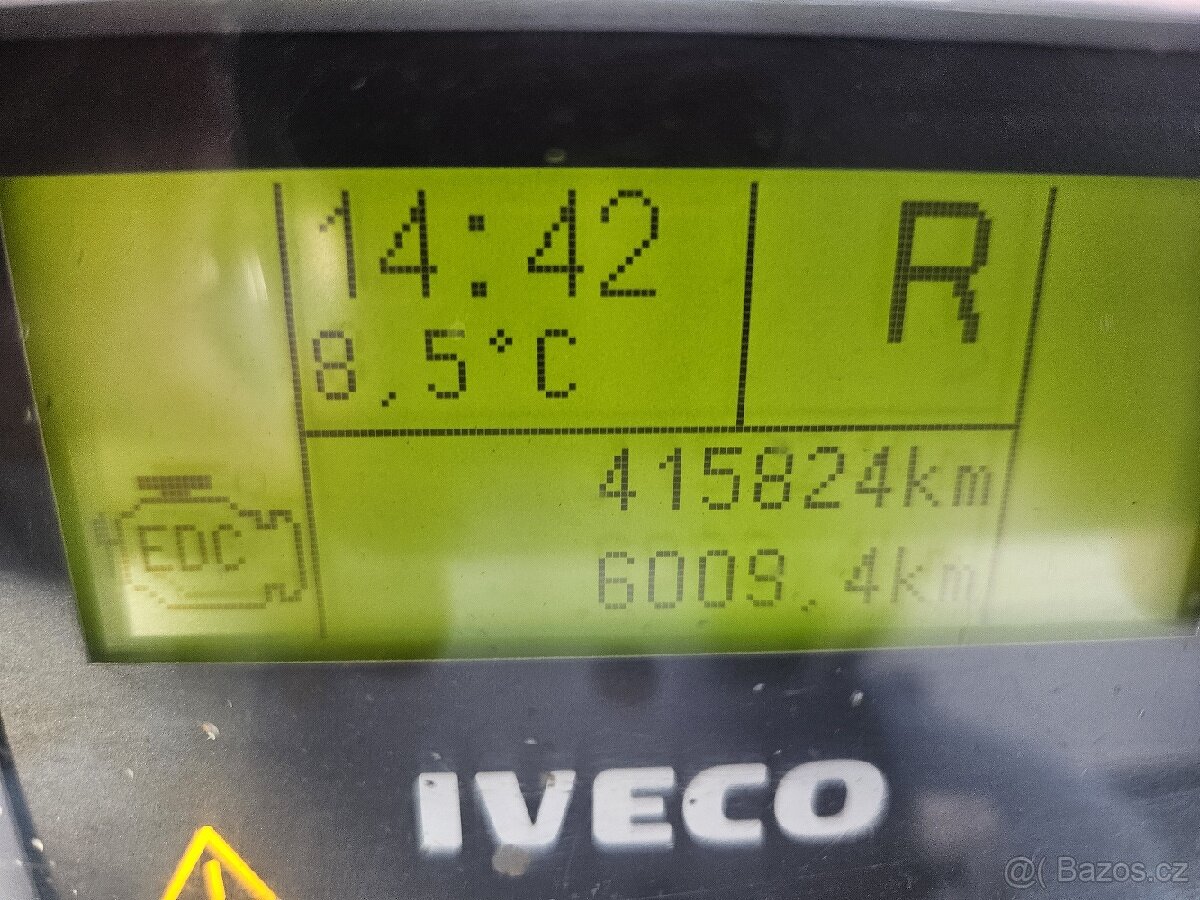 14:42
R
8,5°C
415824km
6009,4km
EDC
IVECO
@( Bazos.cz